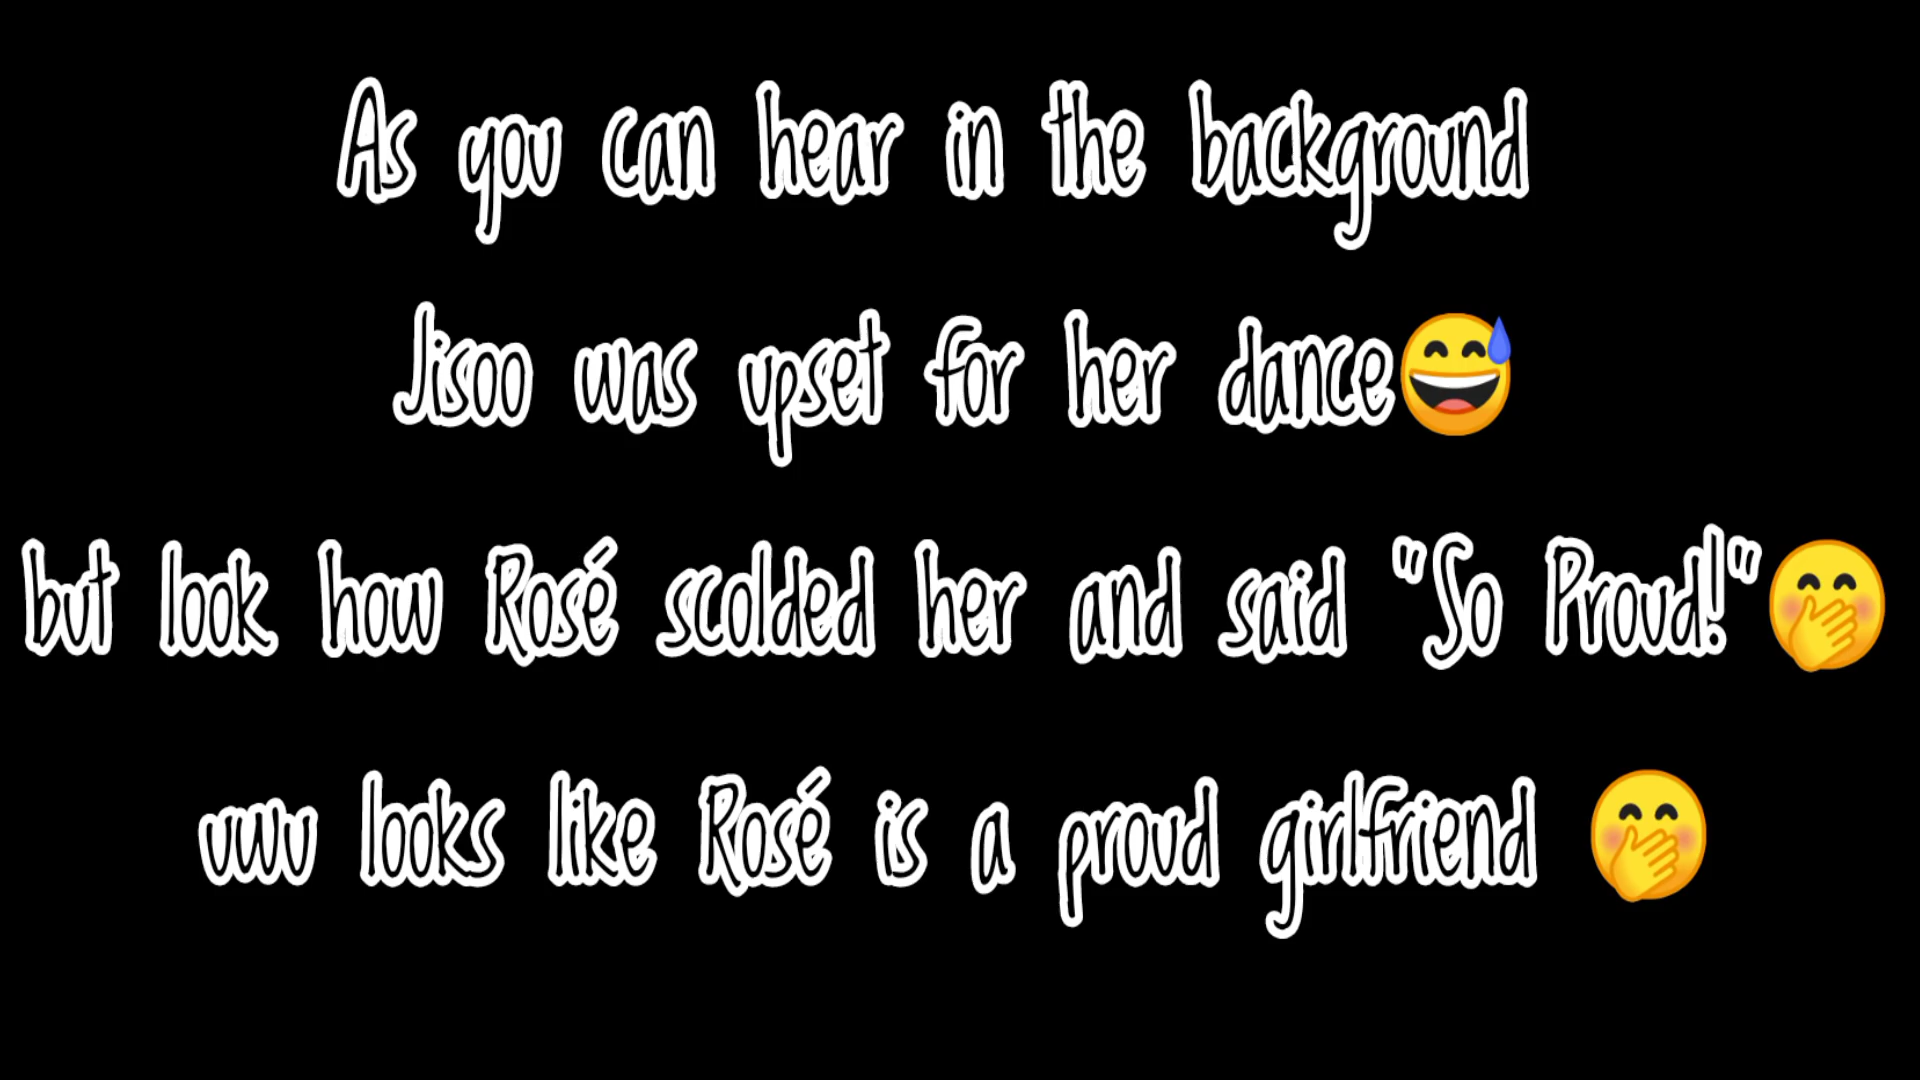 As you can hear in the background
Jisoo was upset for her dance😅
but look how Rosé scolded her and said "So Proud!"🤭
uwu looks like Rosé is a proud girlfriend 🤭